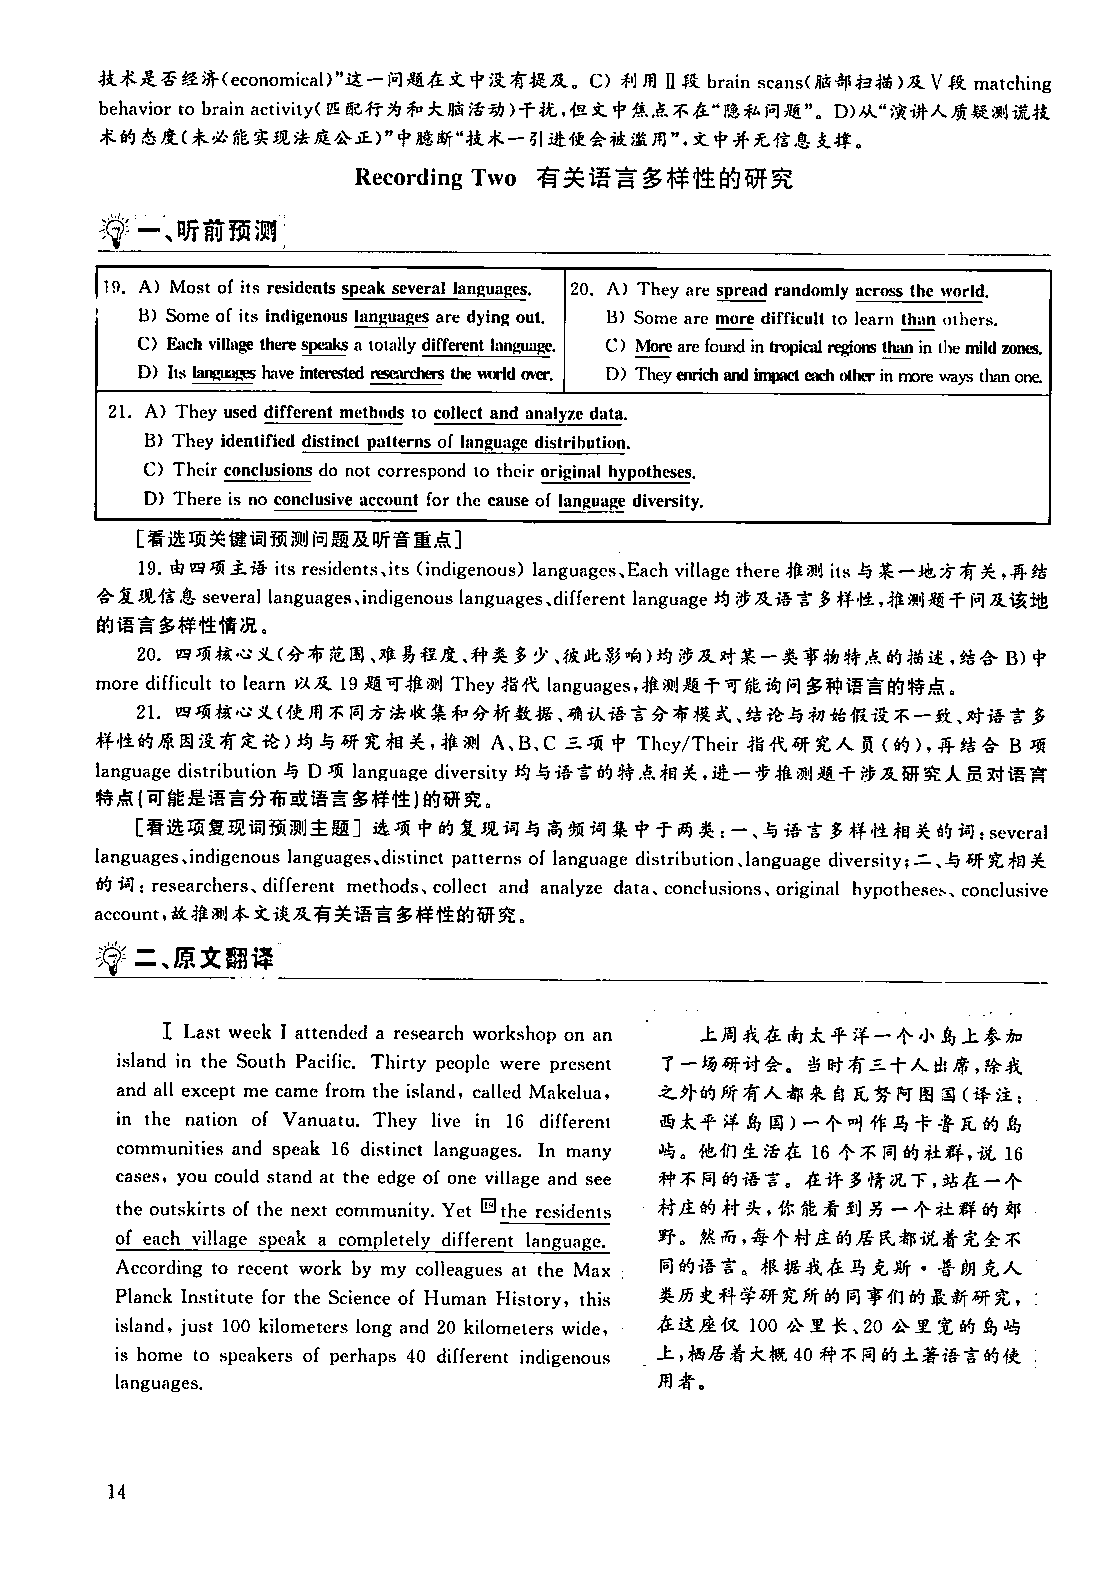 技术是否经济(economical)”这一问题在文中没有提及。C) 利用Ⅱ段 brain scans(脑部扫描)及Ⅴ段 matching
behavior to brain activity(匹配行为和大脑活动)干扰,但文中焦点不在“隐私问题”。D)从“演讲人质疑测谎技
术的态度(未必能实现法庭公正)”中臆断“技术一引进便会被滥用”,文中并无信息支撑。
Recording Two 有关语言多样性的研究
一、听前预测
19. A) Most of its residents speak several languages.
B) Some of its indigenous languages are dying out.
C) Each village there speaks a totally different language.
D) Its languages have interested researchers the world over.
20. A) They are spread randomly across the world.
B) Some are more difficult to learn than others.
C) More are found in tropical regions than in the mild zones.
D) They enrich and impact each other in more ways than one.
21. A) They used different methods to collect and analyze data.
B) They identified distinct patterns of language distribution.
C) Their conclusions do not correspond to their original hypotheses.
D) There is no conclusive account for the cause of language diversity.
[看选项关键词预测问题及听音重点]
19. 由四项主语 its residents、its (indigenous) languages、Each village there 推测 its 与某一地方有关,再结
合复现信息 several languages、indigenous languages、different language 均涉及语言多样性,推测题干问及该地
的语言多样性情况。
20. 四项核心义(分布范围、难易程度、种类多少、彼此影响)均涉及对某一类事物特点的描述,结合 B)中
more difficult to learn 以及 19 题可推测 They 指代 languages,推测题干可能询问多种语言的特点。
21. 四项核心义(使用不同方法收集和分析数据、确认语言分布模式、结论与初始假设不一致、对语言多
样性的原因没有定论)均与研究相关,推测 A、B、C 三项中 They/Their 指代研究人员(的),再结合 B 项
language distribution 与 D 项 language diversity 均与语言的特点相关,进一步推测题干涉及研究人员对语言
特点(可能是语言分布或语言多样性)的研究。
[看选项复现词预测主题] 选项中的复现词与高频词集中于两类:一、与语言多样性相关的词:several
languages、indigenous languages、distinct patterns of language distribution、language diversity;二、与研究相关
的词: researchers、different methods、collect and analyze data、conclusions、original hypotheses、conclusive
account,故推测本文谈及有关语言多样性的研究。
二、原文翻译
Ⅰ Last week I attended a research workshop on an
island in the South Pacific. Thirty people were present
and all except me came from the island, called Makelua,
in the nation of Vanuatu. They live in 16 different
communities and speak 16 distinct languages. In many
cases, you could stand at the edge of one village and see
the outskirts of the next community. Yet [19] the residents
of each village speak a completely different language.
According to recent work by my colleagues at the Max
Planck Institute for the Science of Human History, this
island, just 100 kilometers long and 20 kilometers wide,
is home to speakers of perhaps 40 different indigenous
languages.
上周我在南太平洋一个小岛上参加
了一场研讨会。当时有三十人出席,除我
之外的所有人都来自瓦努阿图国(译注:
西太平洋岛国)一个叫作马卡鲁瓦的岛
屿。他们生活在 16 个不同的社群,说 16
种不同的语言。在许多情况下,站在一个
村庄的村头,你能看到另一个社群的郊
野。然而,每个村庄的居民都说着完全不
同的语言。根据我在马克斯·普朗克人
类历史科学研究所的同事们的最新研究,
在这座仅 100 公里长、20 公里宽的岛屿
上,栖居着大概 40 种不同的土著语言的使
用者。
14